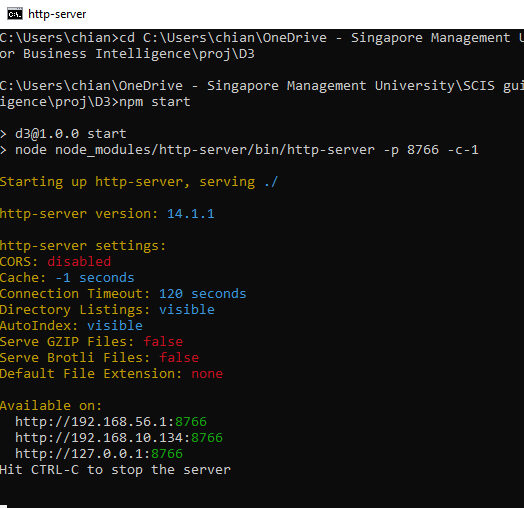 http-server
C:\Users\chian>cd C:\Users\chian\OneDrive - Singapore Management U
or Business Intelligence\proj\D3
C:\Users\chian\OneDrive - Singapore Management University\SCIS gui
igence\proj\D3>npm start
> d3@1.0.0 start
> node node_modules/http-server/bin/http-server -p 8766 -c-1
Starting up http-server, serving ./
http-server version: 14.1.1
http-server settings:
CORS: disabled
Cache: -1 seconds
Connection Timeout: 120 seconds
Directory Listings: visible
AutoIndex: visible
Serve GZIP Files: false
Serve Brotli Files: false
Default File Extension: none
Available on:
http://192.168.56.1:8766
http://192.168.10.134:8766
http://127.0.0.1:8766
Hit CTRL-C to stop the server